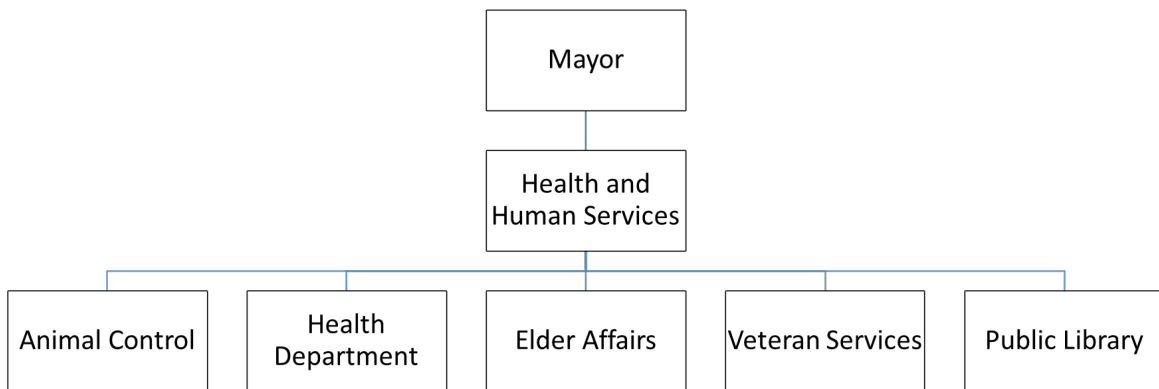 Mayor
Health and
Human Services
Animal Control
Health
Department
Elder Affairs
Veteran Services
Public Library